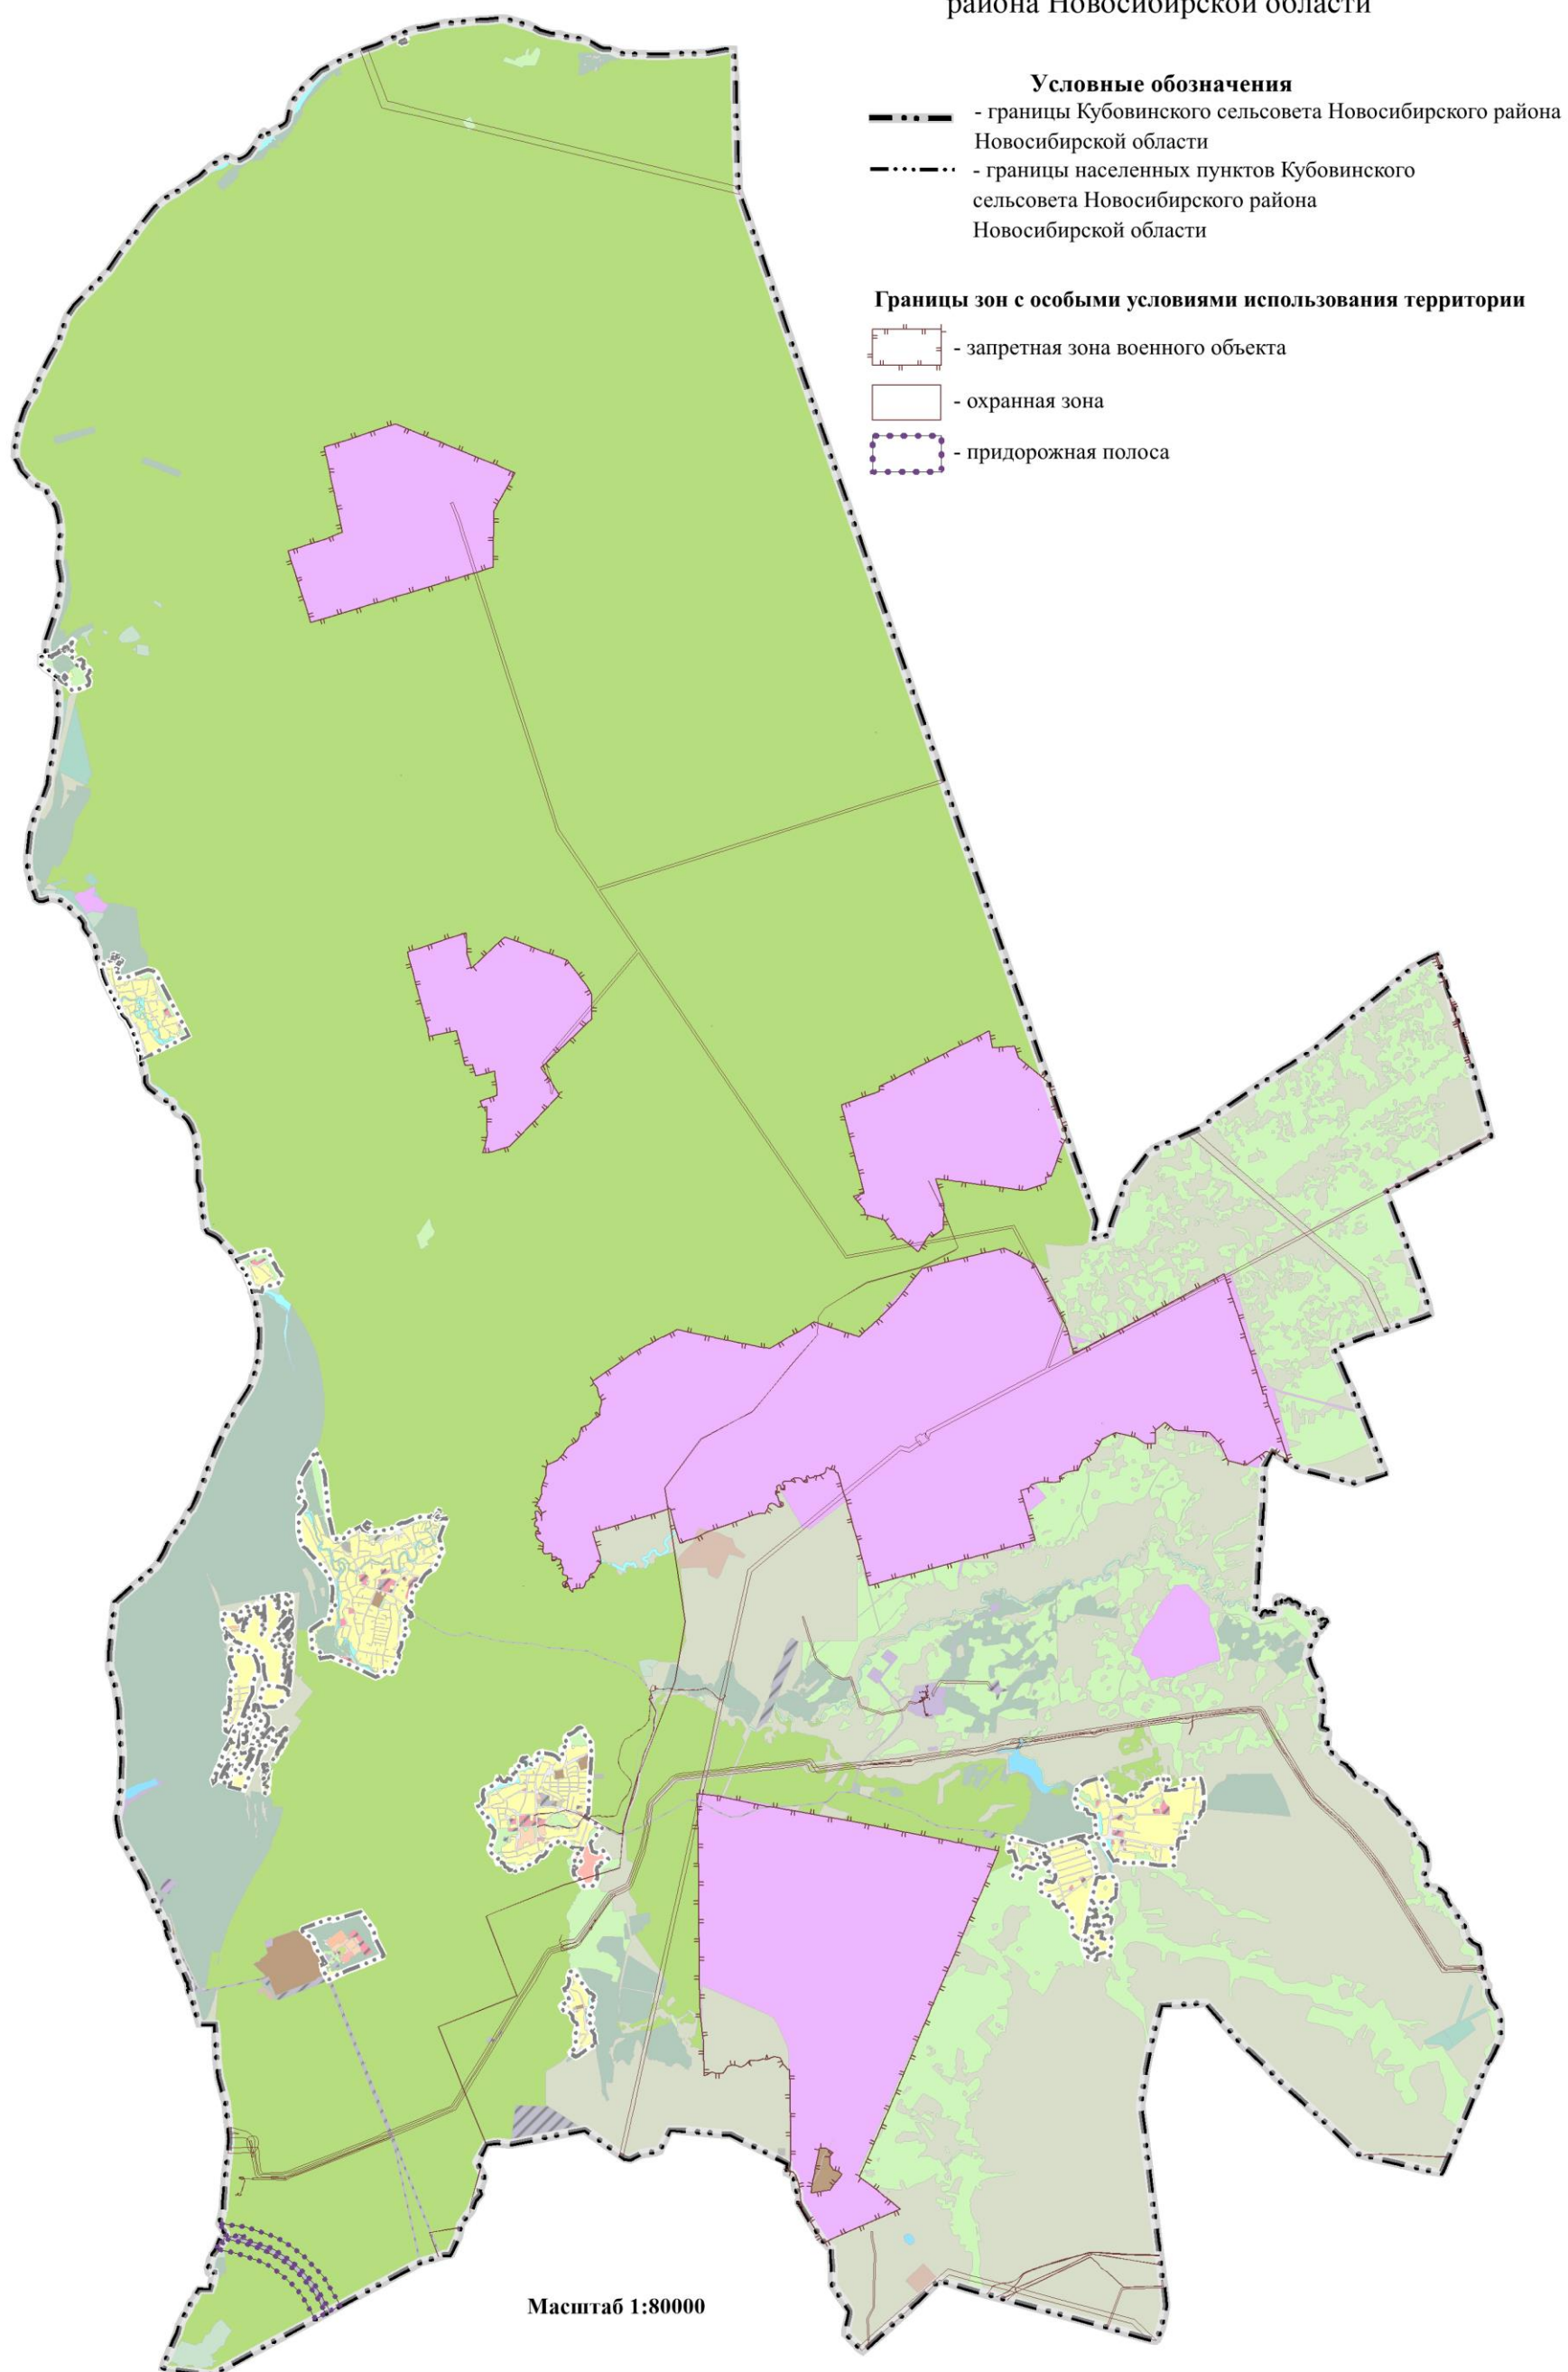 района Новосибирской области
Условные обозначения
- границы Кубовинского сельсовета Новосибирского района
Новосибирской области
- границы населенных пунктов Кубовинского
сельсовета Новосибирского района
Новосибирской области
Границы зон с особыми условиями использования территории
- запретная зона военного объекта
- охранная зона
- придорожная полоса
Масштаб 1:80000